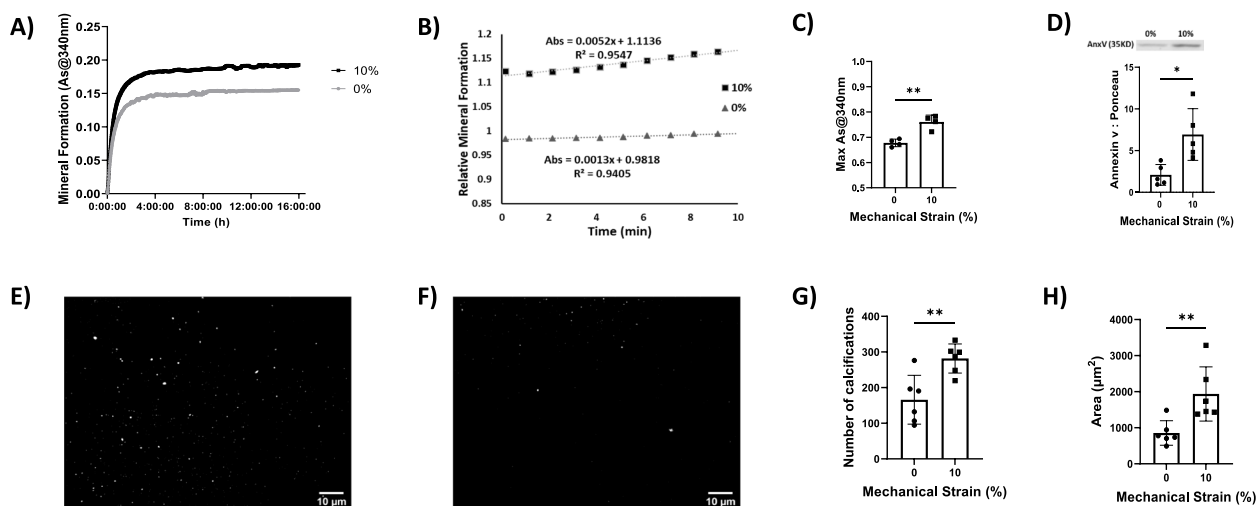 A)
Mineral Formation (As@340nm)
0.25
0.20
0.15
0.10
0.05
0.00
0:00:00 4:00:00 8:00:00 12:00:00 16:00:00
Time (h)
10%
0%
B)
Relative Mineral Formation
1.2
1.15
1.1
1.05
1
0.95
0.9
0.85
Abs = 0.0052x + 1.1136
R² = 0.9547
10%
0%
Abs = 0.0013x + 0.9818
R² = 0.9405
0 2 4 6 8 10
Time (min)
C)
Max As@340nm
1.0
0.9
0.8
0.7
0.6
0.5
**
0 10
Mechanical Strain (%)
D)
0% 10%
AnxV (35KD)
Annexin v : Ponceau
15
10
5
0
*
0 10
Mechanical Strain (%)
E)
10 µm
F)
10 µm
G)
Number of calcifications
400
300
200
100
0
**
0 10
Mechanical Strain (%)
H)
Area (µm²)
4000
3000
2000
1000
0
**
0 10
Mechanical Strain (%)